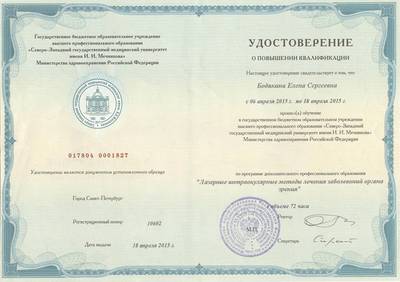 Государственное бюджетное образовательное учреждение
высшего профессионального образования
«Северо-Западный государственный медицинский университет
имени И. И. Мечникова»
Министерства здравоохранения Российской Федерации
017804 0001827
Удостоверение является документом установленного образца
Город Санкт-Петербург
Регистрационный номер 10602
Дата выдачи 18 апреля 2015 г.
УДОСТОВЕРЕНИЕ
О ПОВЫШЕНИИ КВАЛИФИКАЦИИ
Настоящее удостоверение свидетельствует о том, что
Елена Сергеевна
с 06 апреля 2015 г. по 18 апреля 2015 г.
прошел(а) обучение
в государственном бюджетном образовательном учреждении
высшего профессионального образования «Северо-Западный
государственный медицинский университет имени И. И. Мечникова»
Министерства здравоохранения Российской Федерации
по программе дополнительного профессионального образования
"Лазерные интраокулярные методы лечения заболеваний органа
зрения"
в объеме 72 часа
Ректор
М.П.
Секретарь